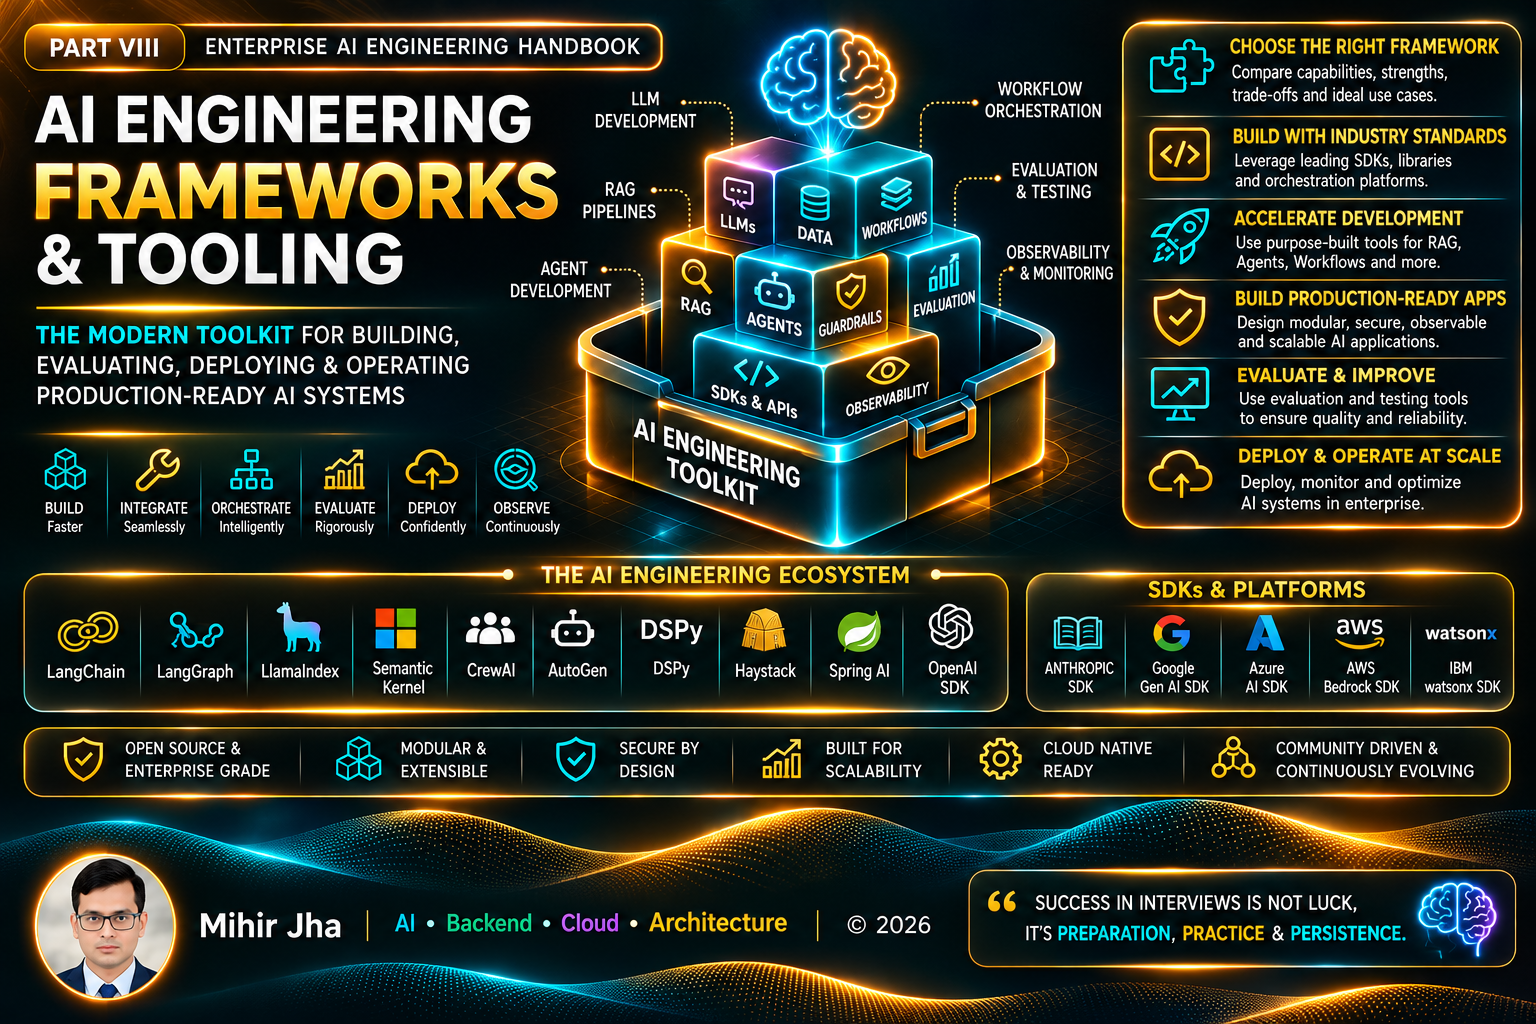 PART VIII
ENTERPRISE AI ENGINEERING HANDBOOK
AI ENGINEERING
FRAMEWORKS
& TOOLING
THE MODERN TOOLKIT FOR BUILDING,
EVALUATING, DEPLOYING & OPERATING
PRODUCTION-READY AI SYSTEMS
BUILD
Faster
INTEGRATE
Seamlessly
ORCHESTRATE
Intelligently
EVALUATE
Rigorously
DEPLOY
Confidently
OBSERVE
Continuously
LLM
DEVELOPMENT
RAG
PIPELINES
AGENT
DEVELOPMENT
WORKFLOW
ORCHESTRATION
EVALUATION
& TESTING
OBSERVABILITY
& MONITORING
LLMs
DATA
WORKFLOWS
RAG
AGENTS
GUARDRAILS
EVALUATION
SDKs & APIs
OBSERVABILITY
AI ENGINEERING
TOOLKIT
CHOOSE THE RIGHT FRAMEWORK
Compare capabilities, strengths,
trade-offs and ideal use cases.
BUILD WITH INDUSTRY STANDARDS
Leverage leading SDKs, libraries
and orchestration platforms.
ACCELERATE DEVELOPMENT
Use purpose-built tools for RAG,
Agents, Workflows and more.
BUILD PRODUCTION-READY APPS
Design modular, secure, observable
and scalable AI applications.
EVALUATE & IMPROVE
Use evaluation and testing tools
to ensure quality and reliability.
DEPLOY & OPERATE AT SCALE
Deploy, monitor and optimize
AI systems in enterprise.
THE AI ENGINEERING ECOSYSTEM
LangChain
LangGraph
LlamaIndex
Semantic
Kernel
CrewAI
AutoGen
DSPy
DSPy
Haystack
Spring AI
OpenAI
SDK
SDKs & PLATFORMS
ANTHROPIC
SDK
Google
Gen AI SDK
Azure
AI SDK
aws
AWS
Bedrock SDK
watsonx
IBM
watsonx SDK
OPEN SOURCE &
ENTERPRISE GRADE
MODULAR &
EXTENSIBLE
SECURE BY
DESIGN
BUILT FOR
SCALABILITY
CLOUD NATIVE
READY
COMMUNITY DRIVEN &
CONTINUOUSLY EVOLVING
Mihir Jha | AI • Backend • Cloud • Architecture | © 2026
“ SUCCESS IN INTERVIEWS IS NOT LUCK,
IT'S PREPARATION, PRACTICE & PERSISTENCE.